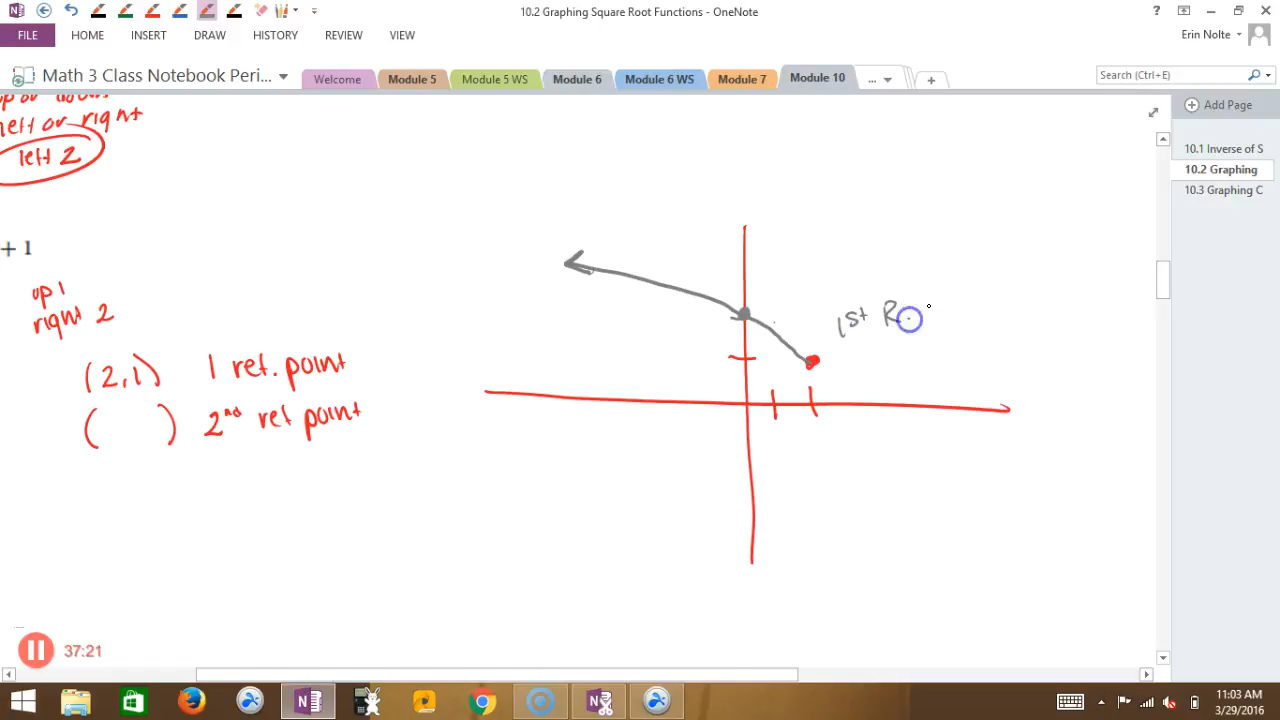 10.2 Graphing Square Root Functions - OneNote
?
FILE HOME INSERT DRAW HISTORY REVIEW VIEW
Erin Nolte
Math 3 Class Notebook Peri...
Welcome Module 5 Module 5 WS Module 6 Module 6 WS Module 7 Module 10 ...
Search (Ctrl+E)
Add Page
10.1 Inverse of S
10.2 Graphing
10.3 Graphing C
left or right
left 2
+ 1
up 1
right 2
(2,1) 1 ref. point
( ) 2nd ref point
1st R
37:21
11:03 AM
3/29/2016